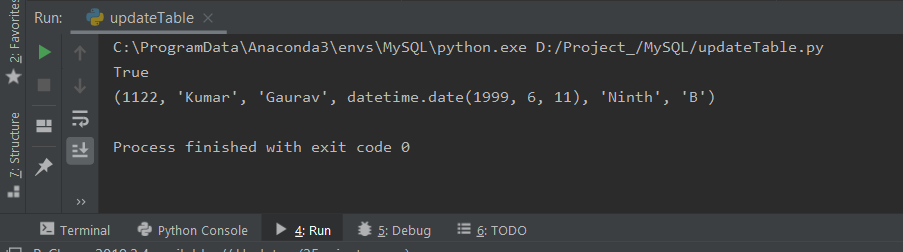 Run: updateTable
2: Favorites
7: Structure
C:\ProgramData\Anaconda3\envs\MySQL\python.exe D:/Project_/MySQL/updateTable.py
True
(1122, 'Kumar', 'Gaurav', datetime.date(1999, 6, 11), 'Ninth', 'B')
Process finished with exit code 0
>>
Terminal Python Console 4: Run 5: Debug 6: TODO